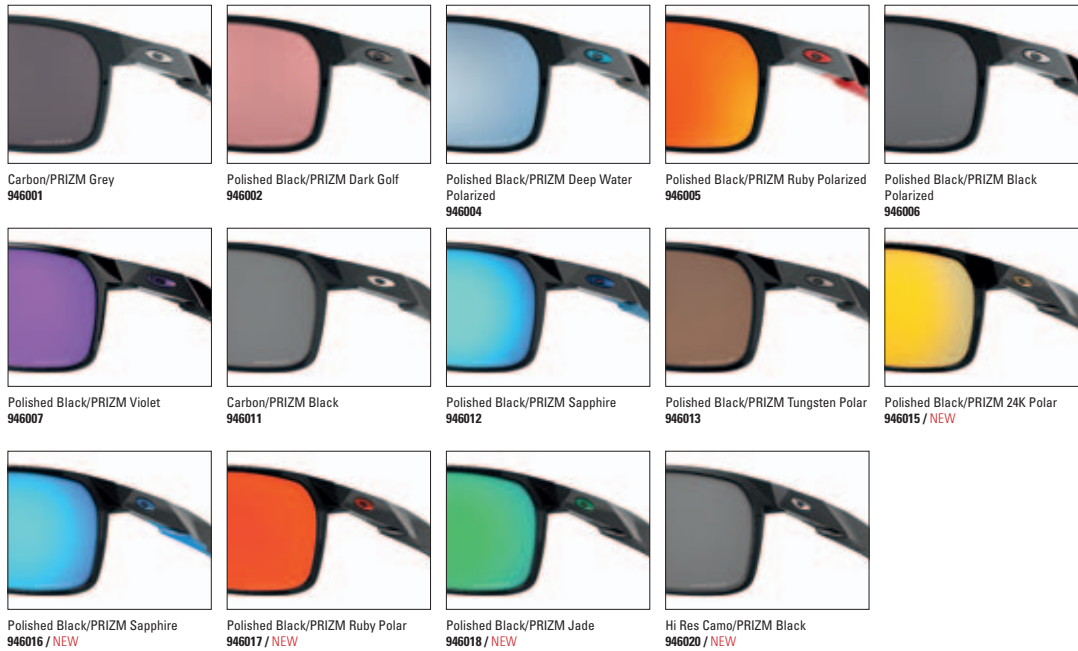 Carbon/PRIZM Grey
946001
Polished Black/PRIZM Dark Golf
946002
Polished Black/PRIZM Deep Water
Polarized
946004
Polished Black/PRIZM Ruby Polarized
946005
Polished Black/PRIZM Black
Polarized
946006
Polished Black/PRIZM Violet
946007
Carbon/PRIZM Black
946011
Polished Black/PRIZM Sapphire
946012
Polished Black/PRIZM Tungsten Polar
946013
Polished Black/PRIZM 24K Polar
946015 / NEW
Polished Black/PRIZM Sapphire
946016 / NEW
Polished Black/PRIZM Ruby Polar
946017 / NEW
Polished Black/PRIZM Jade
946018 / NEW
Hi Res Camo/PRIZM Black
946020 / NEW